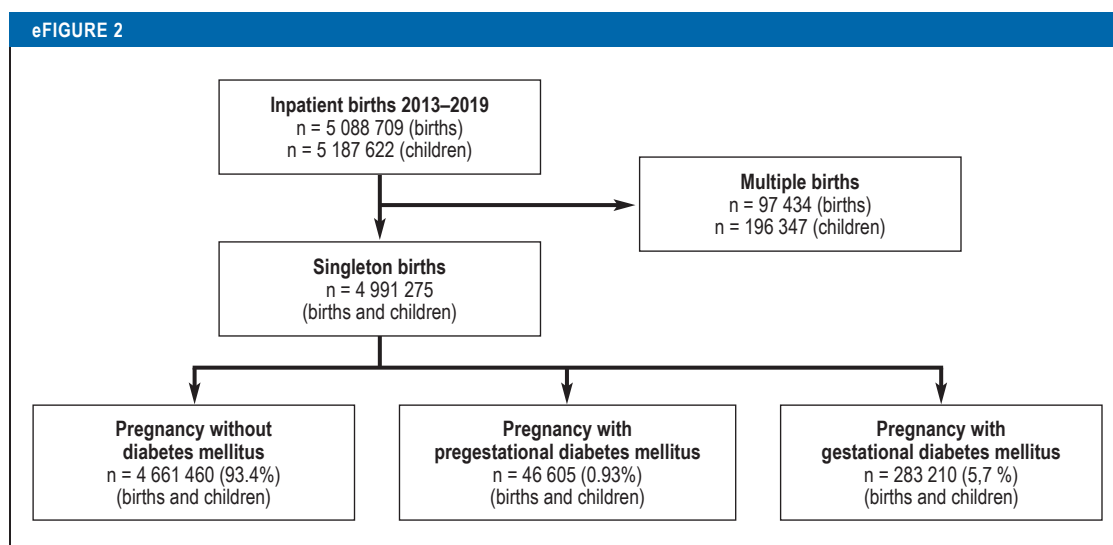 eFIGURE 2
Inpatient births 2013–2019
n = 5 088 709 (births)
n = 5 187 622 (children)
Multiple births
n = 97 434 (births)
n = 196 347 (children)
Singleton births
n = 4 991 275
(births and children)
Pregnancy without
diabetes mellitus
n = 4 661 460 (93.4%)
(births and children)
Pregnancy with
pregestational diabetes mellitus
n = 46 605 (0.93%)
(births and children)
Pregnancy with
gestational diabetes mellitus
n = 283 210 (5,7 %)
(births and children)